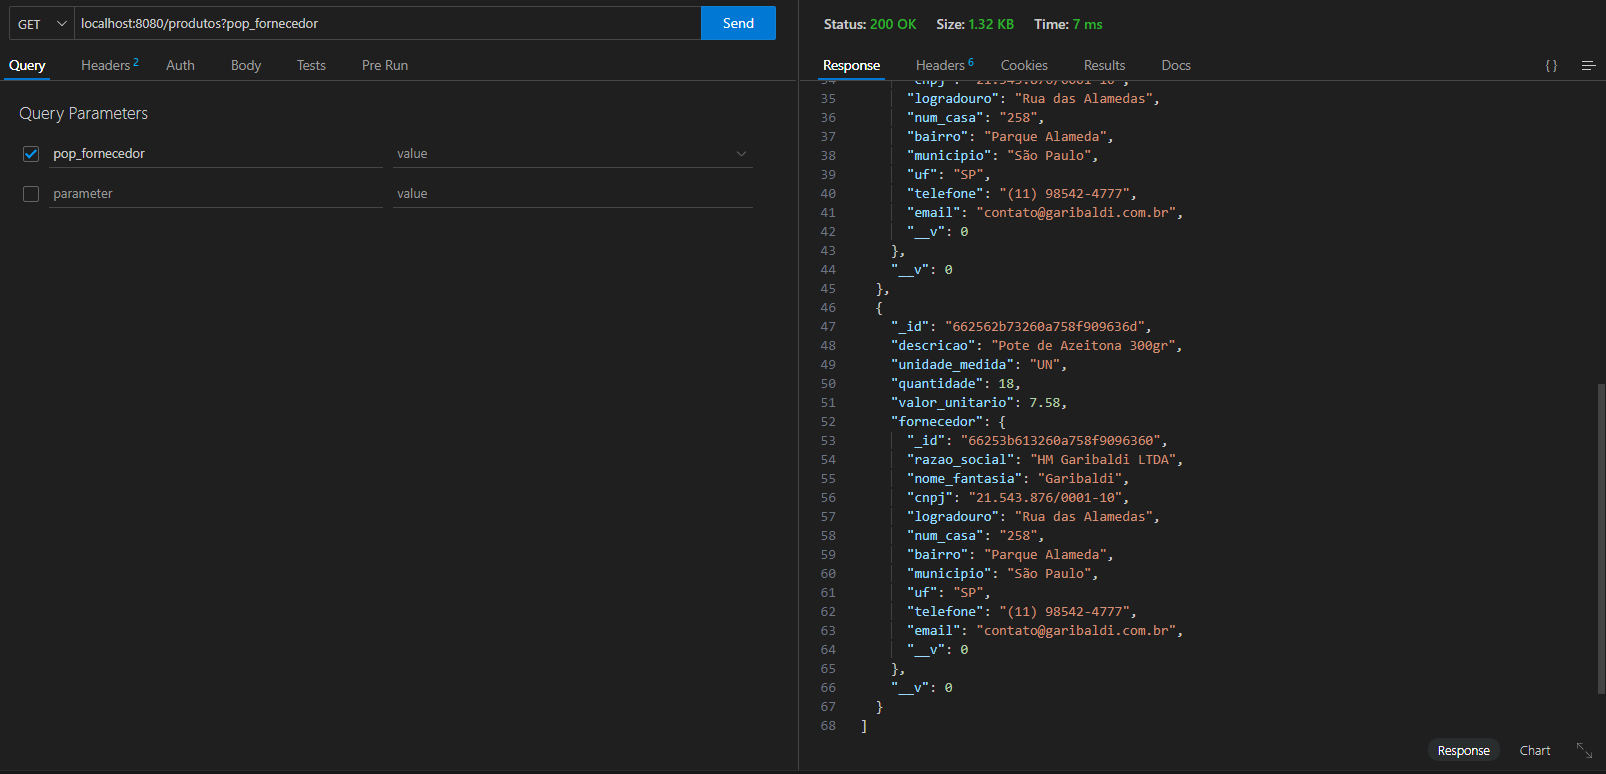 GET localhost:8080/produtos?pop_fornecedor Send
Query Headers 2 Auth Body Tests Pre Run
Query Parameters
pop_fornecedor value
parameter value
Status: 200 OK Size: 1.32 KB Time: 7 ms
Response Headers 6 Cookies Results Docs { }
34 "cnpj": "21.543.876/0001-10",
35 "logradouro": "Rua das Alamedas",
36 "num_casa": "258",
37 "bairro": "Parque Alameda",
38 "municipio": "São Paulo",
39 "uf": "SP",
40 "telefone": "(11) 98542-4777",
41 "email": "contato@garibaldi.com.br",
42 "__v": 0
43 },
44 "__v": 0
45 },
46 {
47 "_id": "662562b73260a758f909636d",
48 "descricao": "Pote de Azeitona 300gr",
49 "unidade_medida": "UN",
50 "quantidade": 18,
51 "valor_unitario": 7.58,
52 "fornecedor": {
53 "_id": "66253b613260a758f9096360",
54 "razao_social": "HM Garibaldi LTDA",
55 "nome_fantasia": "Garibaldi",
56 "cnpj": "21.543.876/0001-10",
57 "logradouro": "Rua das Alamedas",
58 "num_casa": "258",
59 "bairro": "Parque Alameda",
60 "municipio": "São Paulo",
61 "uf": "SP",
62 "telefone": "(11) 98542-4777",
63 "email": "contato@garibaldi.com.br",
64 "__v": 0
65 },
66 "__v": 0
67 }
68 ]
Response Chart